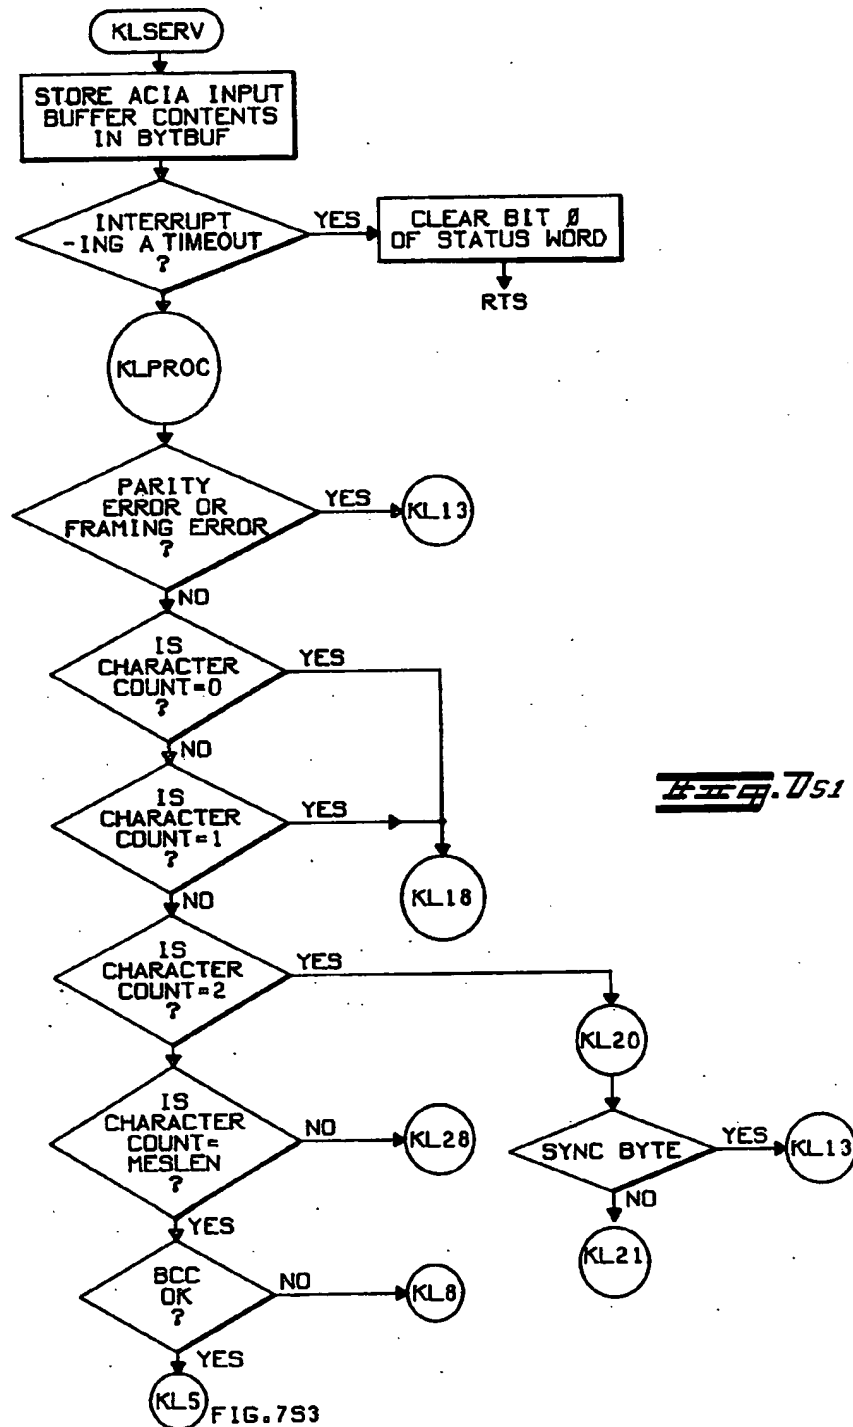 KLSERV
STORE ACIA INPUT
BUFFER CONTENTS
IN BYTBUF
INTERRUPT
-ING A TIMEOUT
?
YES
CLEAR BIT Ø
OF STATUS WORD
RTS
KLPROC
PARITY
ERROR OR
FRAMING ERROR
?
YES
KL13
NO
IS
CHARACTER
COUNT=0
?
YES
NO
IS
CHARACTER
COUNT=1
?
YES
KL18
NO
IS
CHARACTER
COUNT=2
?
YES
KL20
SYNC BYTE
YES
KL13
NO
KL21
IS
CHARACTER
COUNT=
MESLEN
?
NO
KL28
YES
BCC
OK
?
NO
KL8
YES
KL5
FIG.7S3
Fig.7S1